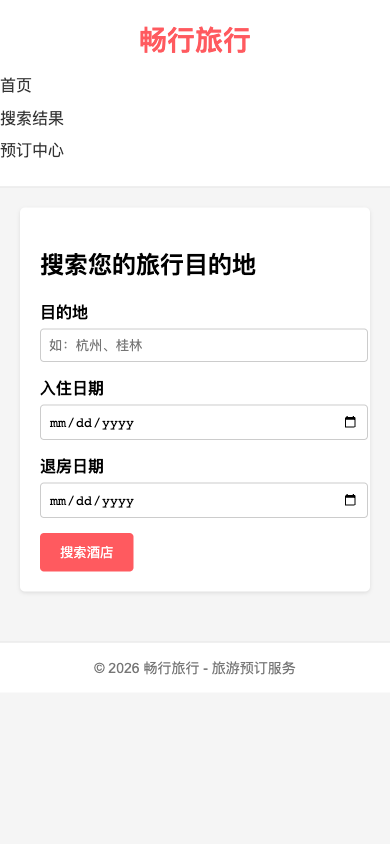 畅行旅行
首页
搜索结果
预订中心
搜索您的旅行目的地
目的地
如：杭州、桂林
入住日期
mm/dd/yyyy
退房日期
mm/dd/yyyy
搜索酒店
© 2026 畅行旅行 - 旅游预订服务